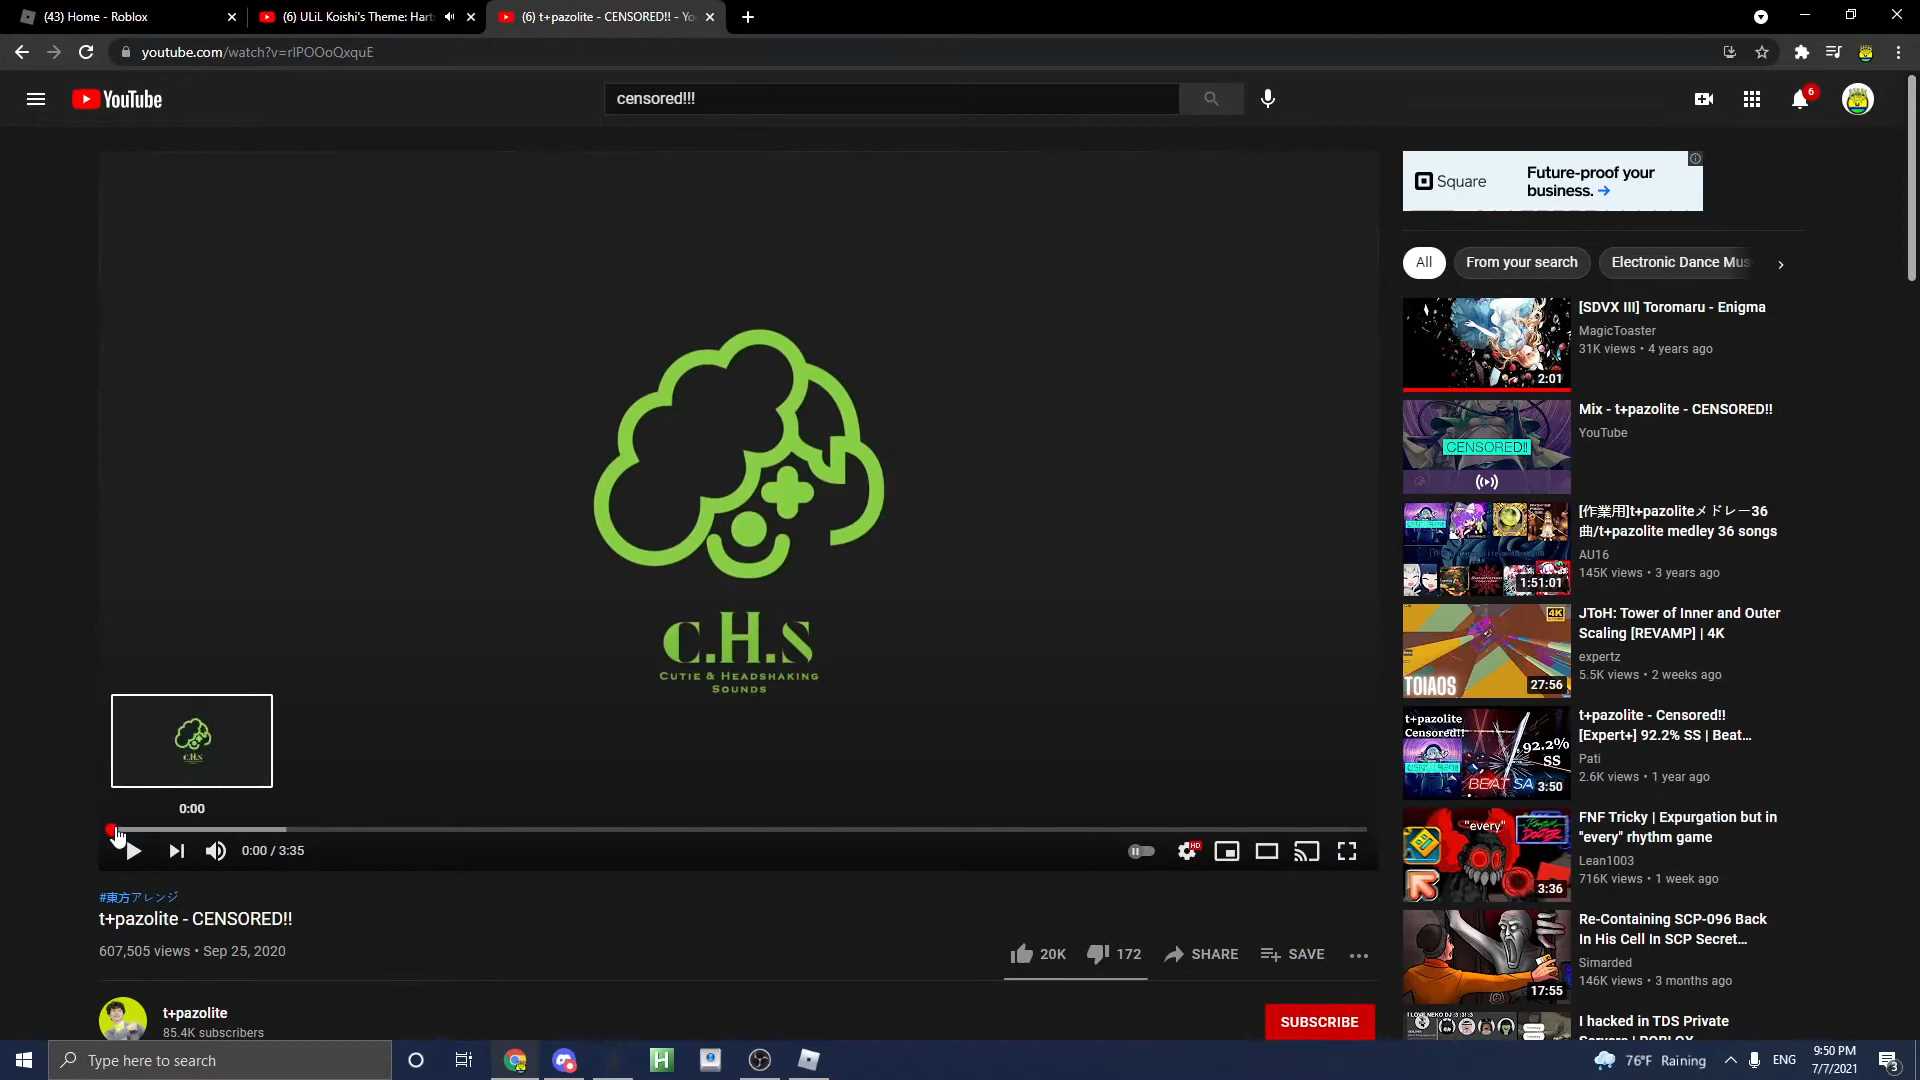 (43) Home - Roblox
(6) ULiL Koishi's Theme: Hart
(6) t+pazolite - CENSORED!! - Yo
youtube.com/watch?v=rIPOOoQxquE
YouTube
censored!!!
6
Square
Future-proof your
business. →
All
From your search
Electronic Dance Mus
[SDVX III] Toromaru - Enigma
MagicToaster
31K views • 4 years ago
2:01
Mix - t+pazolite - CENSORED!!
YouTube
CENSORED!!
[作業用]t+pazoliteメドレー36
曲/t+pazolite medley 36 songs
AU16
145K views • 3 years ago
1:51:01
JToH: Tower of Inner and Outer
Scaling [REVAMP] | 4K
expertz
5.5K views • 2 weeks ago
4K
TOIAOS
27:56
t+pazolite - Censored!!
[Expert+] 92.2% SS | Beat...
Pati
2.6K views • 1 year ago
t+pazolite
Censored!!
92.2%
SS
BEAT SA
3:50
FNF Tricky | Expurgation but in
"every" rhythm game
Lean1003
716K views • 1 week ago
"every"
3:36
Re-Containing SCP-096 Back
In His Cell In SCP Secret...
Simarded
146K views • 3 months ago
17:55
I hacked in TDS Private
C.H.S
CUTIE & HEADSHAKING
SOUNDS
C.H.S
0:00
0:00 / 3:35
HD
#東方アレンジ
t+pazolite - CENSORED!!
607,505 views • Sep 25, 2020
20K
172
SHARE
SAVE
t+pazolite
85.4K subscribers
SUBSCRIBE
Type here to search
H
76°F Raining
ENG
9:50 PM
7/7/2021
3